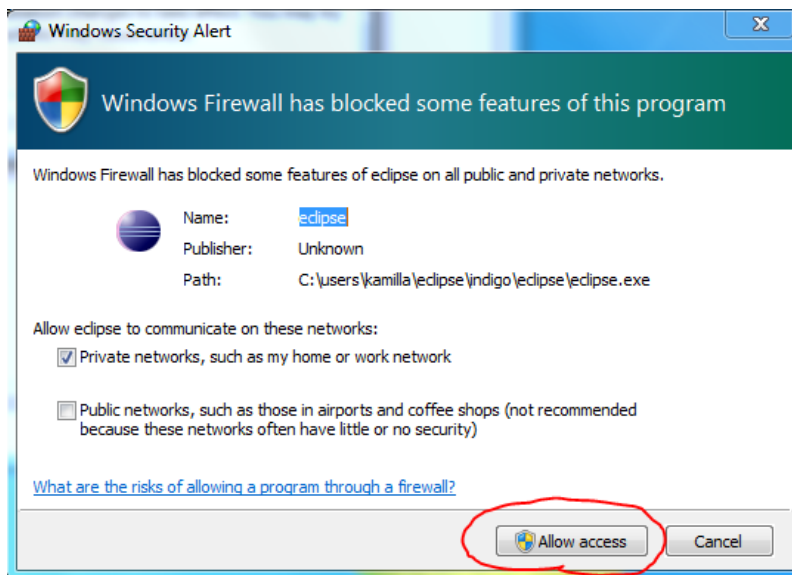 Windows Security Alert
Windows Firewall has blocked some features of this program
Windows Firewall has blocked some features of eclipse on all public and private networks.
Name: eclipse
Publisher: Unknown
Path: C:\users\kamilla\eclipse\indigo\eclipse\eclipse.exe
Allow eclipse to communicate on these networks:
Private networks, such as my home or work network
Public networks, such as those in airports and coffee shops (not recommended
because these networks often have little or no security)
What are the risks of allowing a program through a firewall?
Allow access Cancel